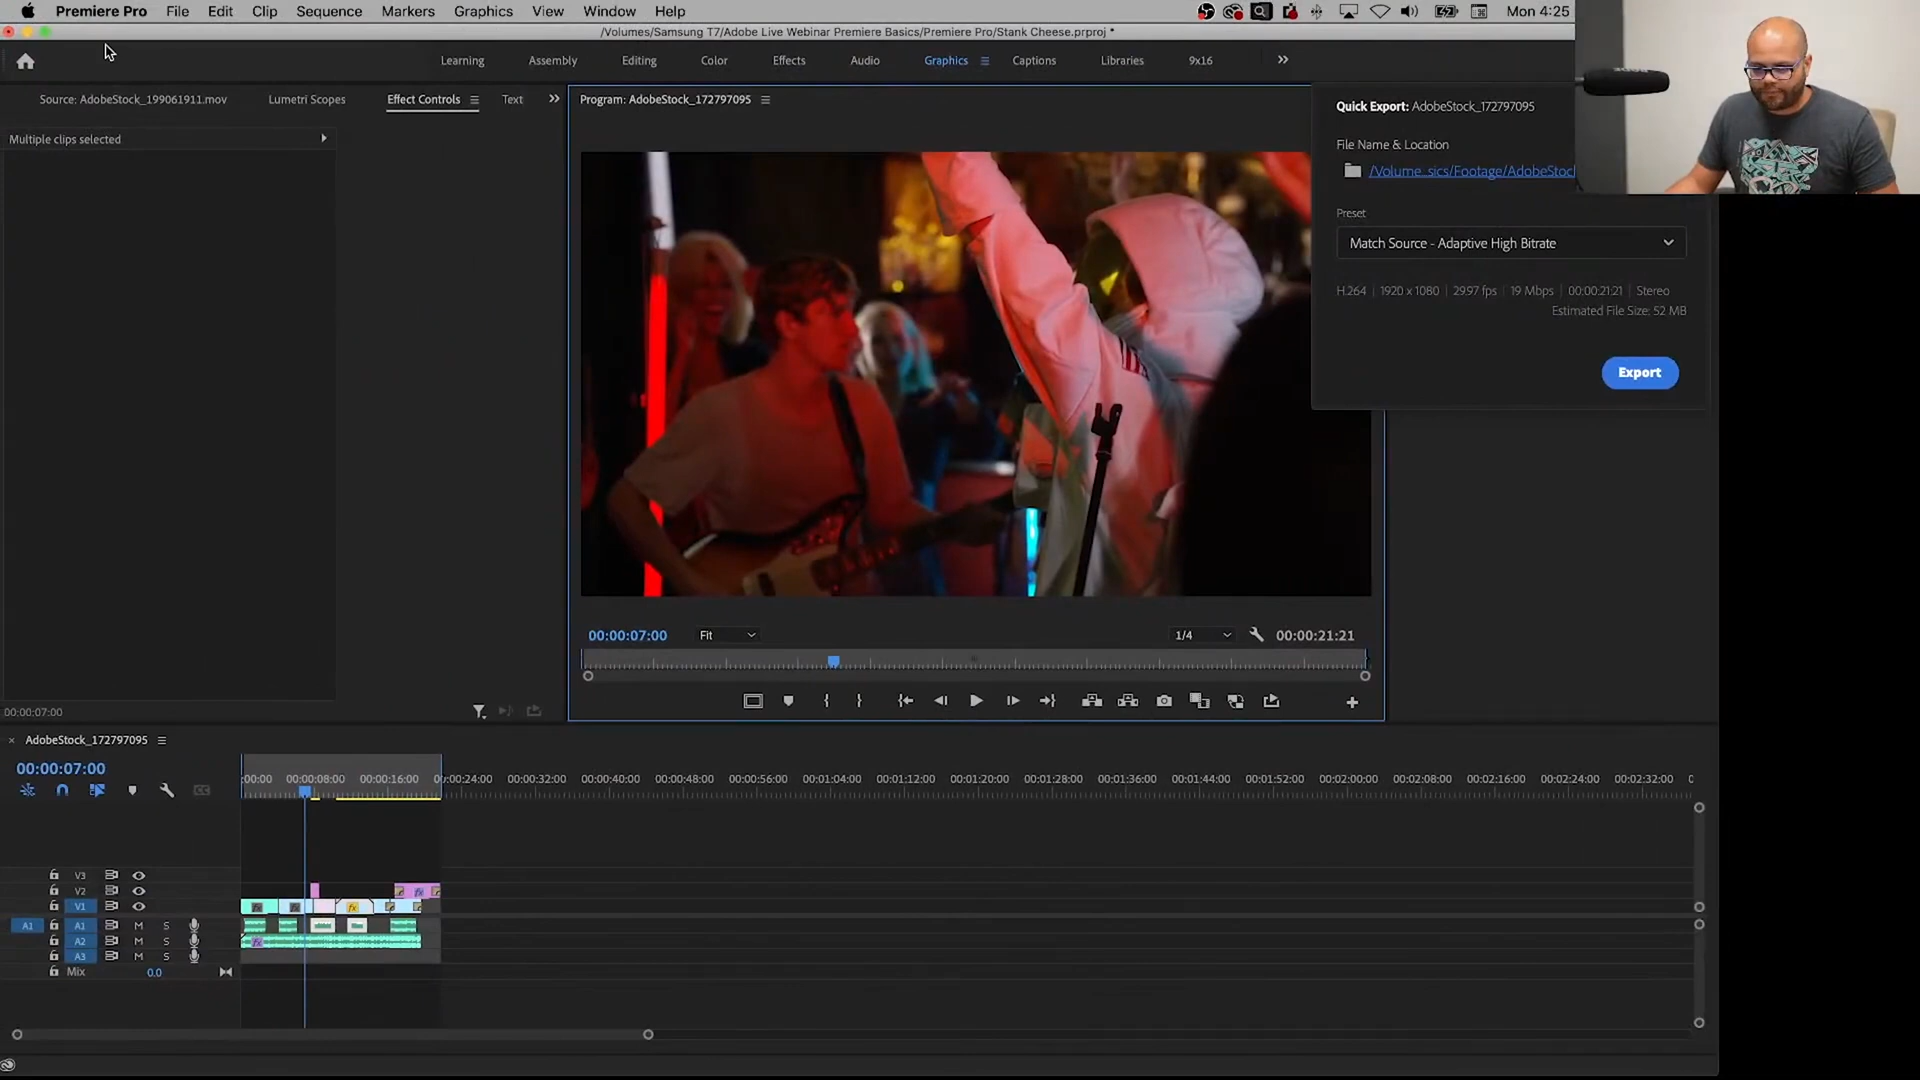 Premiere Pro File Edit Clip Sequence Markers Graphics View Window Help Mon 4:25
/Volumes/Samsung T7/Adobe Live Webinar Premiere Basics/Premiere Pro/Stank Cheese.prproj *
Learning Assembly Editing Color Effects Audio Graphics Captions Libraries 9x16
Source: AdobeStock_199061911.mov Lumetri Scopes Effect Controls Text
Multiple clips selected
Program: AdobeStock_172797095
Quick Export: AdobeStock_172797095
File Name & Location
/Volume_sics/Footage/AdobeStock
Preset
Match Source - Adaptive High Bitrate
H.264 | 1920 x 1080 | 29.97 fps | 19 Mbps | 00:00:21:21 | Stereo
Estimated File Size: 52 MB
Export
00:00:07:00 Fit 1/4 00:00:21:21
00:00:07:00
AdobeStock_172797095
00:00:07:00
:00:00 00:00:08:00 00:00:16:00 00:00:24:00 00:00:32:00 00:00:40:00 00:00:48:00 00:00:56:00 00:01:04:00 00:01:12:00 00:01:20:00 00:01:28:00 00:01:36:00 00:01:44:00 00:01:52:00 00:02:00:00 00:02:08:00 00:02:16:00 00:02:24:00 00:02:32:00
V3
V2
V1
A1 A1 M S
A2 M S
A3 M S
Mix 0.0